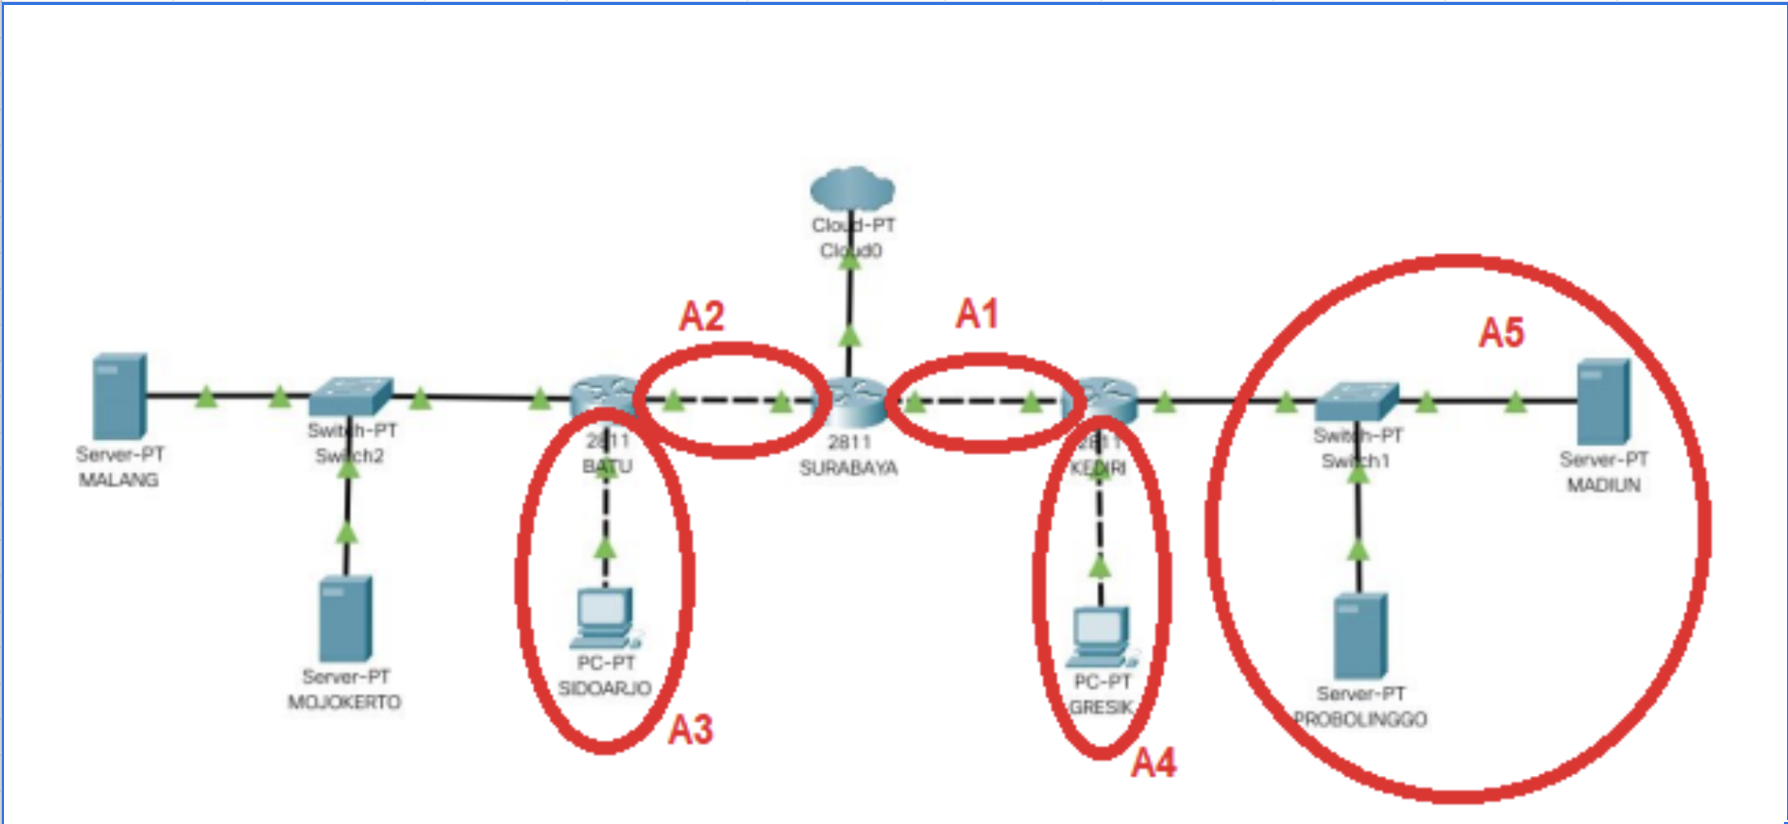 Cloud-PT
Cloud0
A2
A1
A5
Server-PT
MALANG
Switch-PT
Switch2
2811
BATU
2811
SURABAYA
2811
KEDIRI
Switch-PT
Switch1
Server-PT
MADIUN
Server-PT
MOJOKERTO
PC-PT
SIDOARJO
A3
PC-PT
GRESIK
A4
Server-PT
PROBOLINGGO